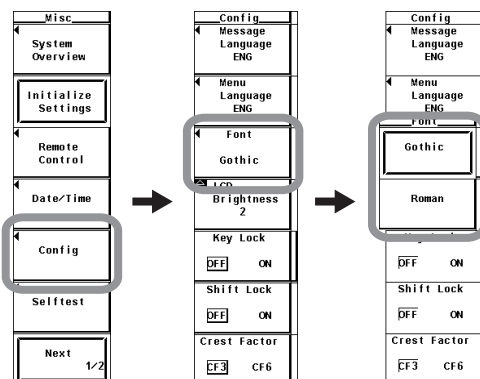 Misc
System
Overview
Initialize
Settings
Remote
Control
Date/Time
Config
Selftest
Next
1/2
Config
Message
Language
ENG
Menu
Language
ENG
Font
Gothic
LCD
Brightness
2
Key Lock
OFF ON
Shift Lock
OFF ON
Crest Factor
CF3 CF6
Config
Message
Language
ENG
Menu
Language
ENG
Font
Gothic
Roman
OFF ON
Shift Lock
OFF ON
Crest Factor
CF3 CF6